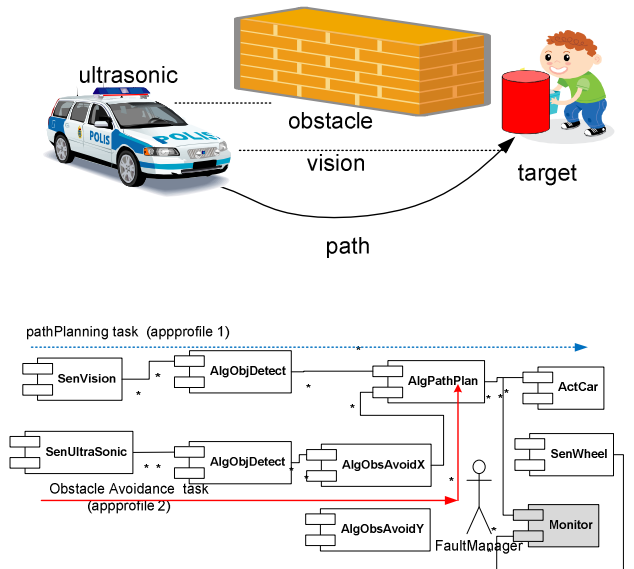 ultrasonic
POLIS
POLIS
obstacle
vision
target
path
pathPlanning task (appprofile 1)
*
SenVision
AlgObjDetect
AlgPathPlan
ActCar
* * * * * *
*
SenUltraSonic
AlgObjDetect
AlgObsAvoidX
SenWheel
* * * * *
Obstacle Avoidance task
(appprofile 2)
AlgObsAvoidY
Monitor
*
FaultManager
*